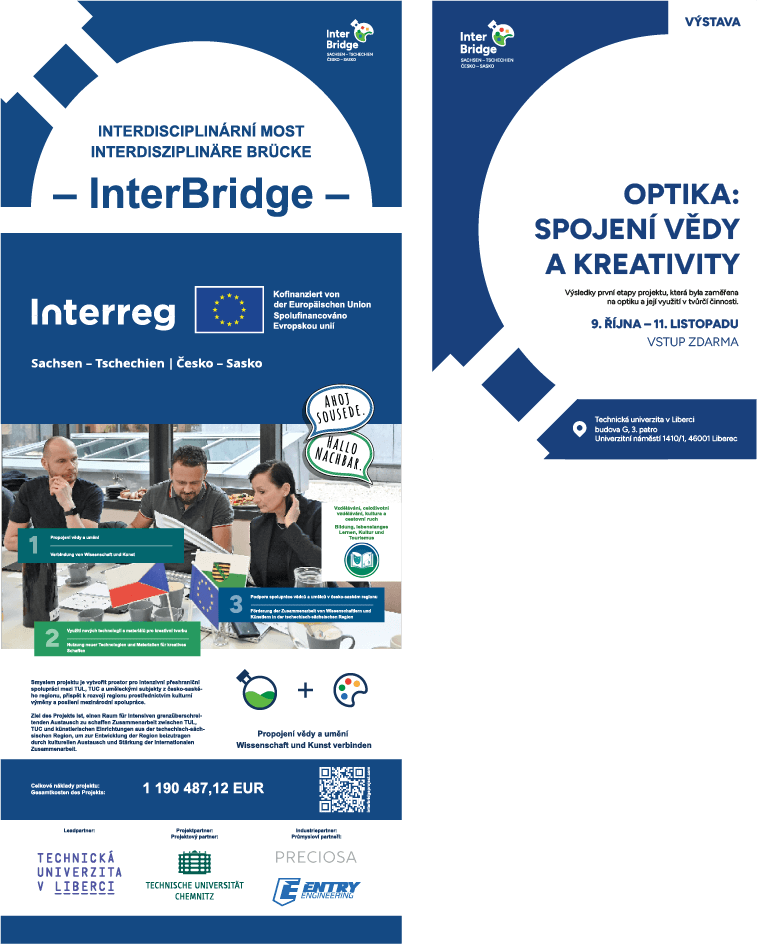 Inter
Bridge
SACHSEN – TSCHECHIEN
ČESKO – SASKO
INTERDISCIPLINÁRNÍ MOST
INTERDISZIPLINÄRE BRÜCKE
– InterBridge –
Interreg
Kofinanziert von
der Europäischen Union
Spolufinancováno
Evropskou unií
Sachsen – Tschechien | Česko – Sasko
AHOJ
SOUSEDE.
HALLO
NACHBAR.
Vzdělávání, celoživotní
vzdělávání, kultura a
cestovní ruch
Bildung, lebenslanges
Lernen, Kultur und
Tourismus
1
Propojení vědy a umění
Verbindung von Wissenschaft und Kunst
3
Podpora spolupráce vědců a umělců v česko-saském regionu
Förderung der Zusammenarbeit von Wissenschaftlern und
Künstlern in der tschechisch-sächsischen Region
2
Využití nových technologií a materiálů pro kreativní tvorbu
Nutzung neuer Technologien und Materialien für kreatives
Schaffen
Smyslem projektu je vytvořit prostor pro intenzivní přeshraniční
spolupráci mezi TUL, TUC a uměleckými subjekty z česko-saské-
ho regionu, přispět k rozvoji regionu prostřednictvím kulturní
výměny a posílení mezinárodní spolupráce.
Ziel des Projekts ist, einen Raum für intensiven grenzüberschrei-
tenden Austausch zu schaffen Zusammenarbeit zwischen TUL,
TUC und künstlerischen Einrichtungen aus der tschechisch-säch-
sischen Region, um zur Entwicklung der Region beizutragen
durch kulturellen Austausch und Stärkung der internationalen
Zusammenarbeit.
+
Propojení vědy a umění
Wissenschaft und Kunst verbinden
Celkové náklady projektu:
Gesamtkosten des Projekts:
1 190 487,12 EUR
Leadpartner:
TECHNICKÁ
UNIVERZITA
V LIBERCI
Projektpartner:
Projektový partner:
TECHNISCHE UNIVERSITÄT
CHEMNITZ
Industriepartner:
Průmysloví partneři:
PRECIOSA
ENTRY
ENGINEERING
Inter
Bridge
SACHSEN – TSCHECHIEN
ČESKO – SASKO
VÝSTAVA
OPTIKA:
SPOJENÍ VĚDY
A KREATIVITY
Výsledky první etapy projektu, která byla zaměřena
na optiku a její využití v tvůrčí činnosti.
9. ŘÍJNA – 11. LISTOPADU
VSTUP ZDARMA
Technická univerzita v Liberci
budova G, 3. patro
Univerzitní náměstí 1410/1, 46001 Liberec